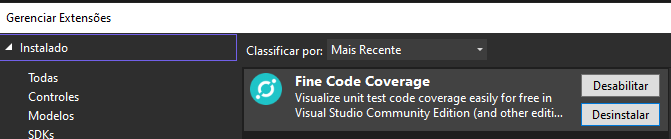 Gerenciar Extensões
Instalado
Classificar por: Mais Recente
Todas
Controles
Modelos
SDKs
Fine Code Coverage
Visualize unit test code coverage easily for free in
Visual Studio Community Edition (and other editi...
Desabilitar
Desinstalar